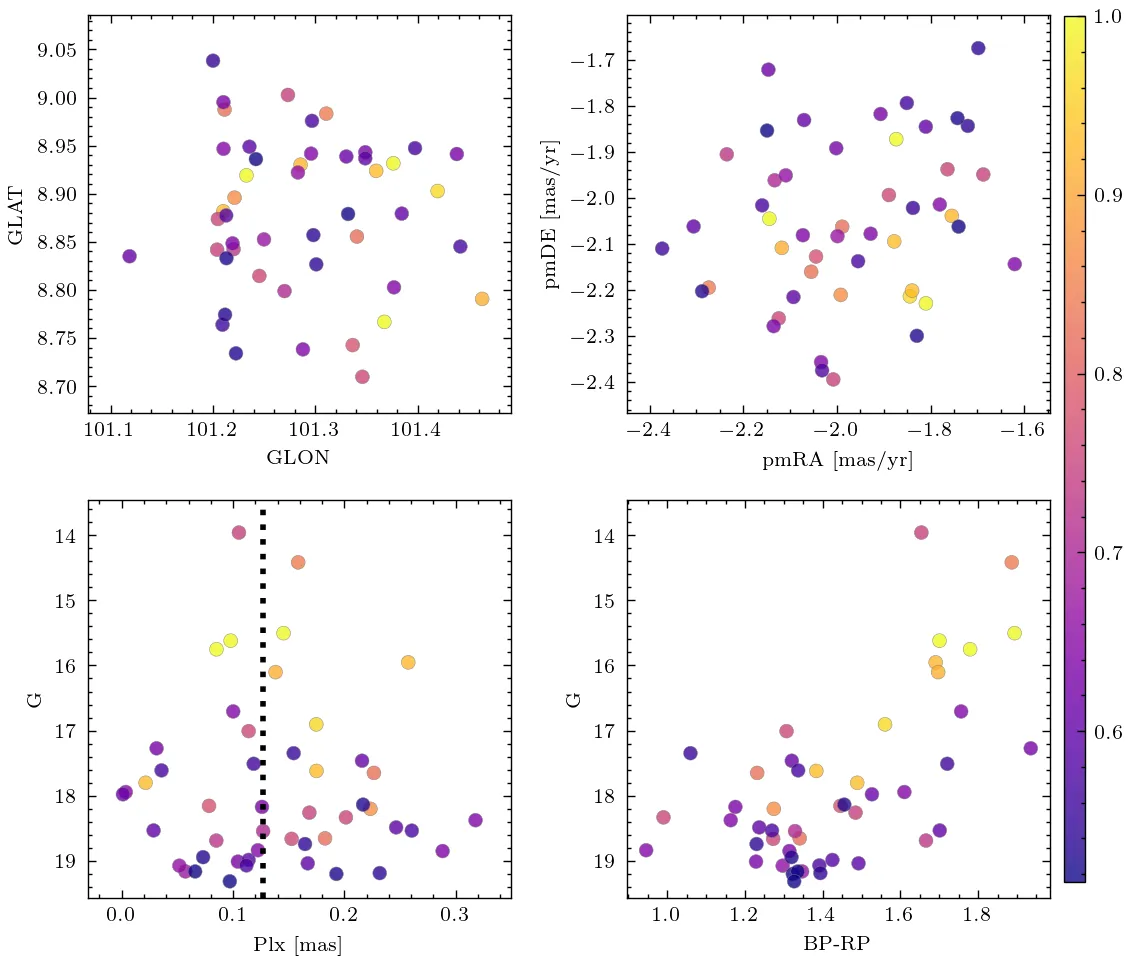 9.05
9.00
8.95
8.90
8.85
8.80
8.75
8.70
GLAT
101.1 101.2 101.3 101.4
GLON
−1.7
−1.8
−1.9
−2.0
−2.1
−2.2
−2.3
−2.4
pmDE [mas/yr]
−2.4 −2.2 −2.0 −1.8 −1.6
pmRA [mas/yr]
14
15
16
17
18
19
G
0.0 0.1 0.2 0.3
Plx [mas]
14
15
16
17
18
19
G
1.0 1.2 1.4 1.6 1.8
BP-RP
1.0
0.9
0.8
0.7
0.6